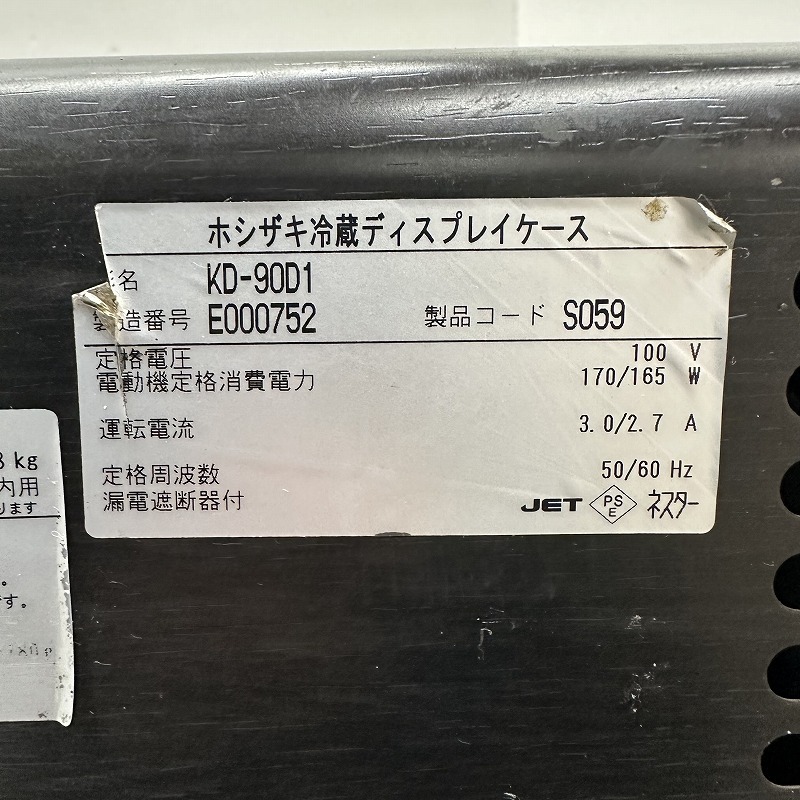 ホシザキ冷蔵ディスプレイケース
名 KD-90D1
製造番号 E000752 製品コード S059
定格電圧 100 V
電動機定格消費電力 170/165 W
運転電流 3.0/2.7 A
定格周波数 50/60 Hz
漏電遮断器付 JET PSE ネスター
kg
内用
ります
。
です。